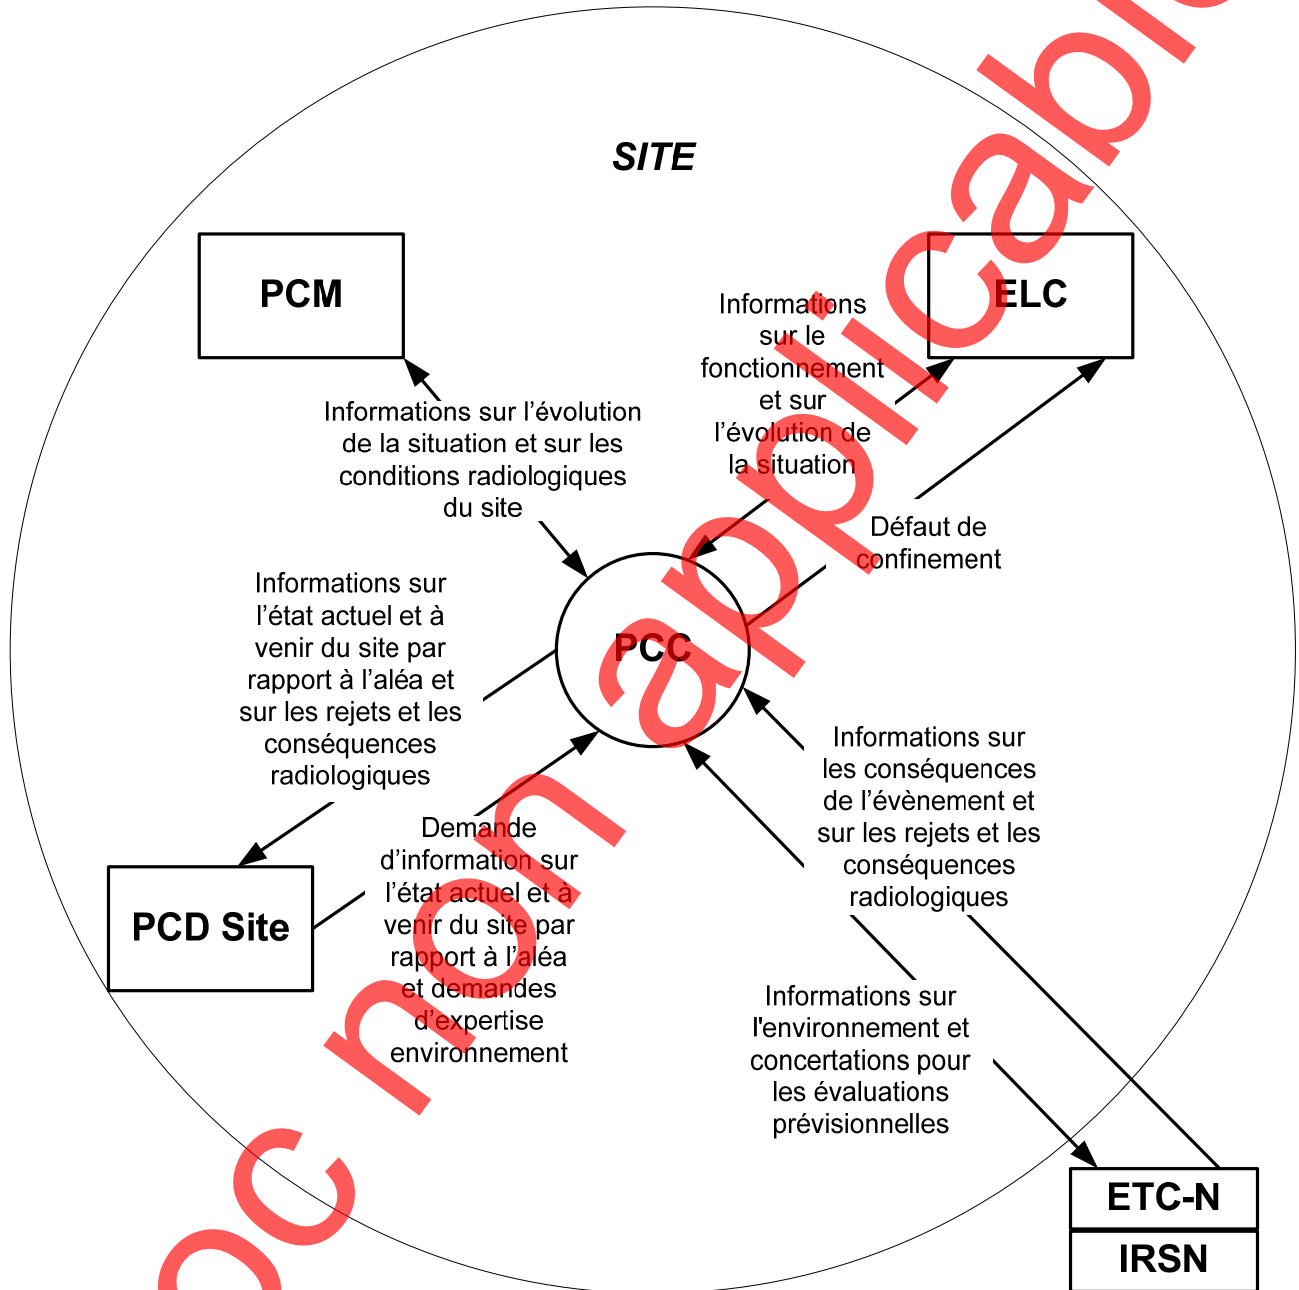 SITE
PCM
ELC
Informations
sur le
fonctionnement
et sur
l’évolution de
la situation
Informations sur l’évolution
de la situation et sur les
conditions radiologiques
du site
Défaut de
confinement
Informations sur
l’état actuel et à
venir du site par
rapport à l’aléa et
sur les rejets et les
conséquences
radiologiques
PCC
Informations sur
les conséquences
de l’évènement et
sur les rejets et les
conséquences
radiologiques
Demande
d’information sur
l’état actuel et à
venir du site par
rapport à l’aléa
et demandes
d’expertise
environnement
PCD Site
Informations sur
l'environnement et
concertations pour
les évaluations
prévisionnelles
ETC-N
IRSN
oc non applicable